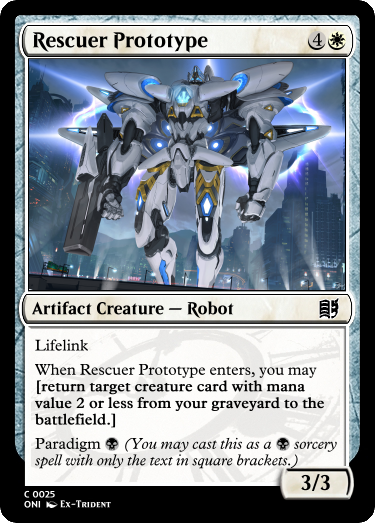 Rescuer Prototype 4
Artifact Creature — Robot
Lifelink
When Rescuer Prototype enters, you may
[return target creature card with mana
value 2 or less from your graveyard to the
battlefield.]
Paradigm (You may cast this as a sorcery
spell with only the text in square brackets.)
3/3
C 0025
ONI Ex-Trident